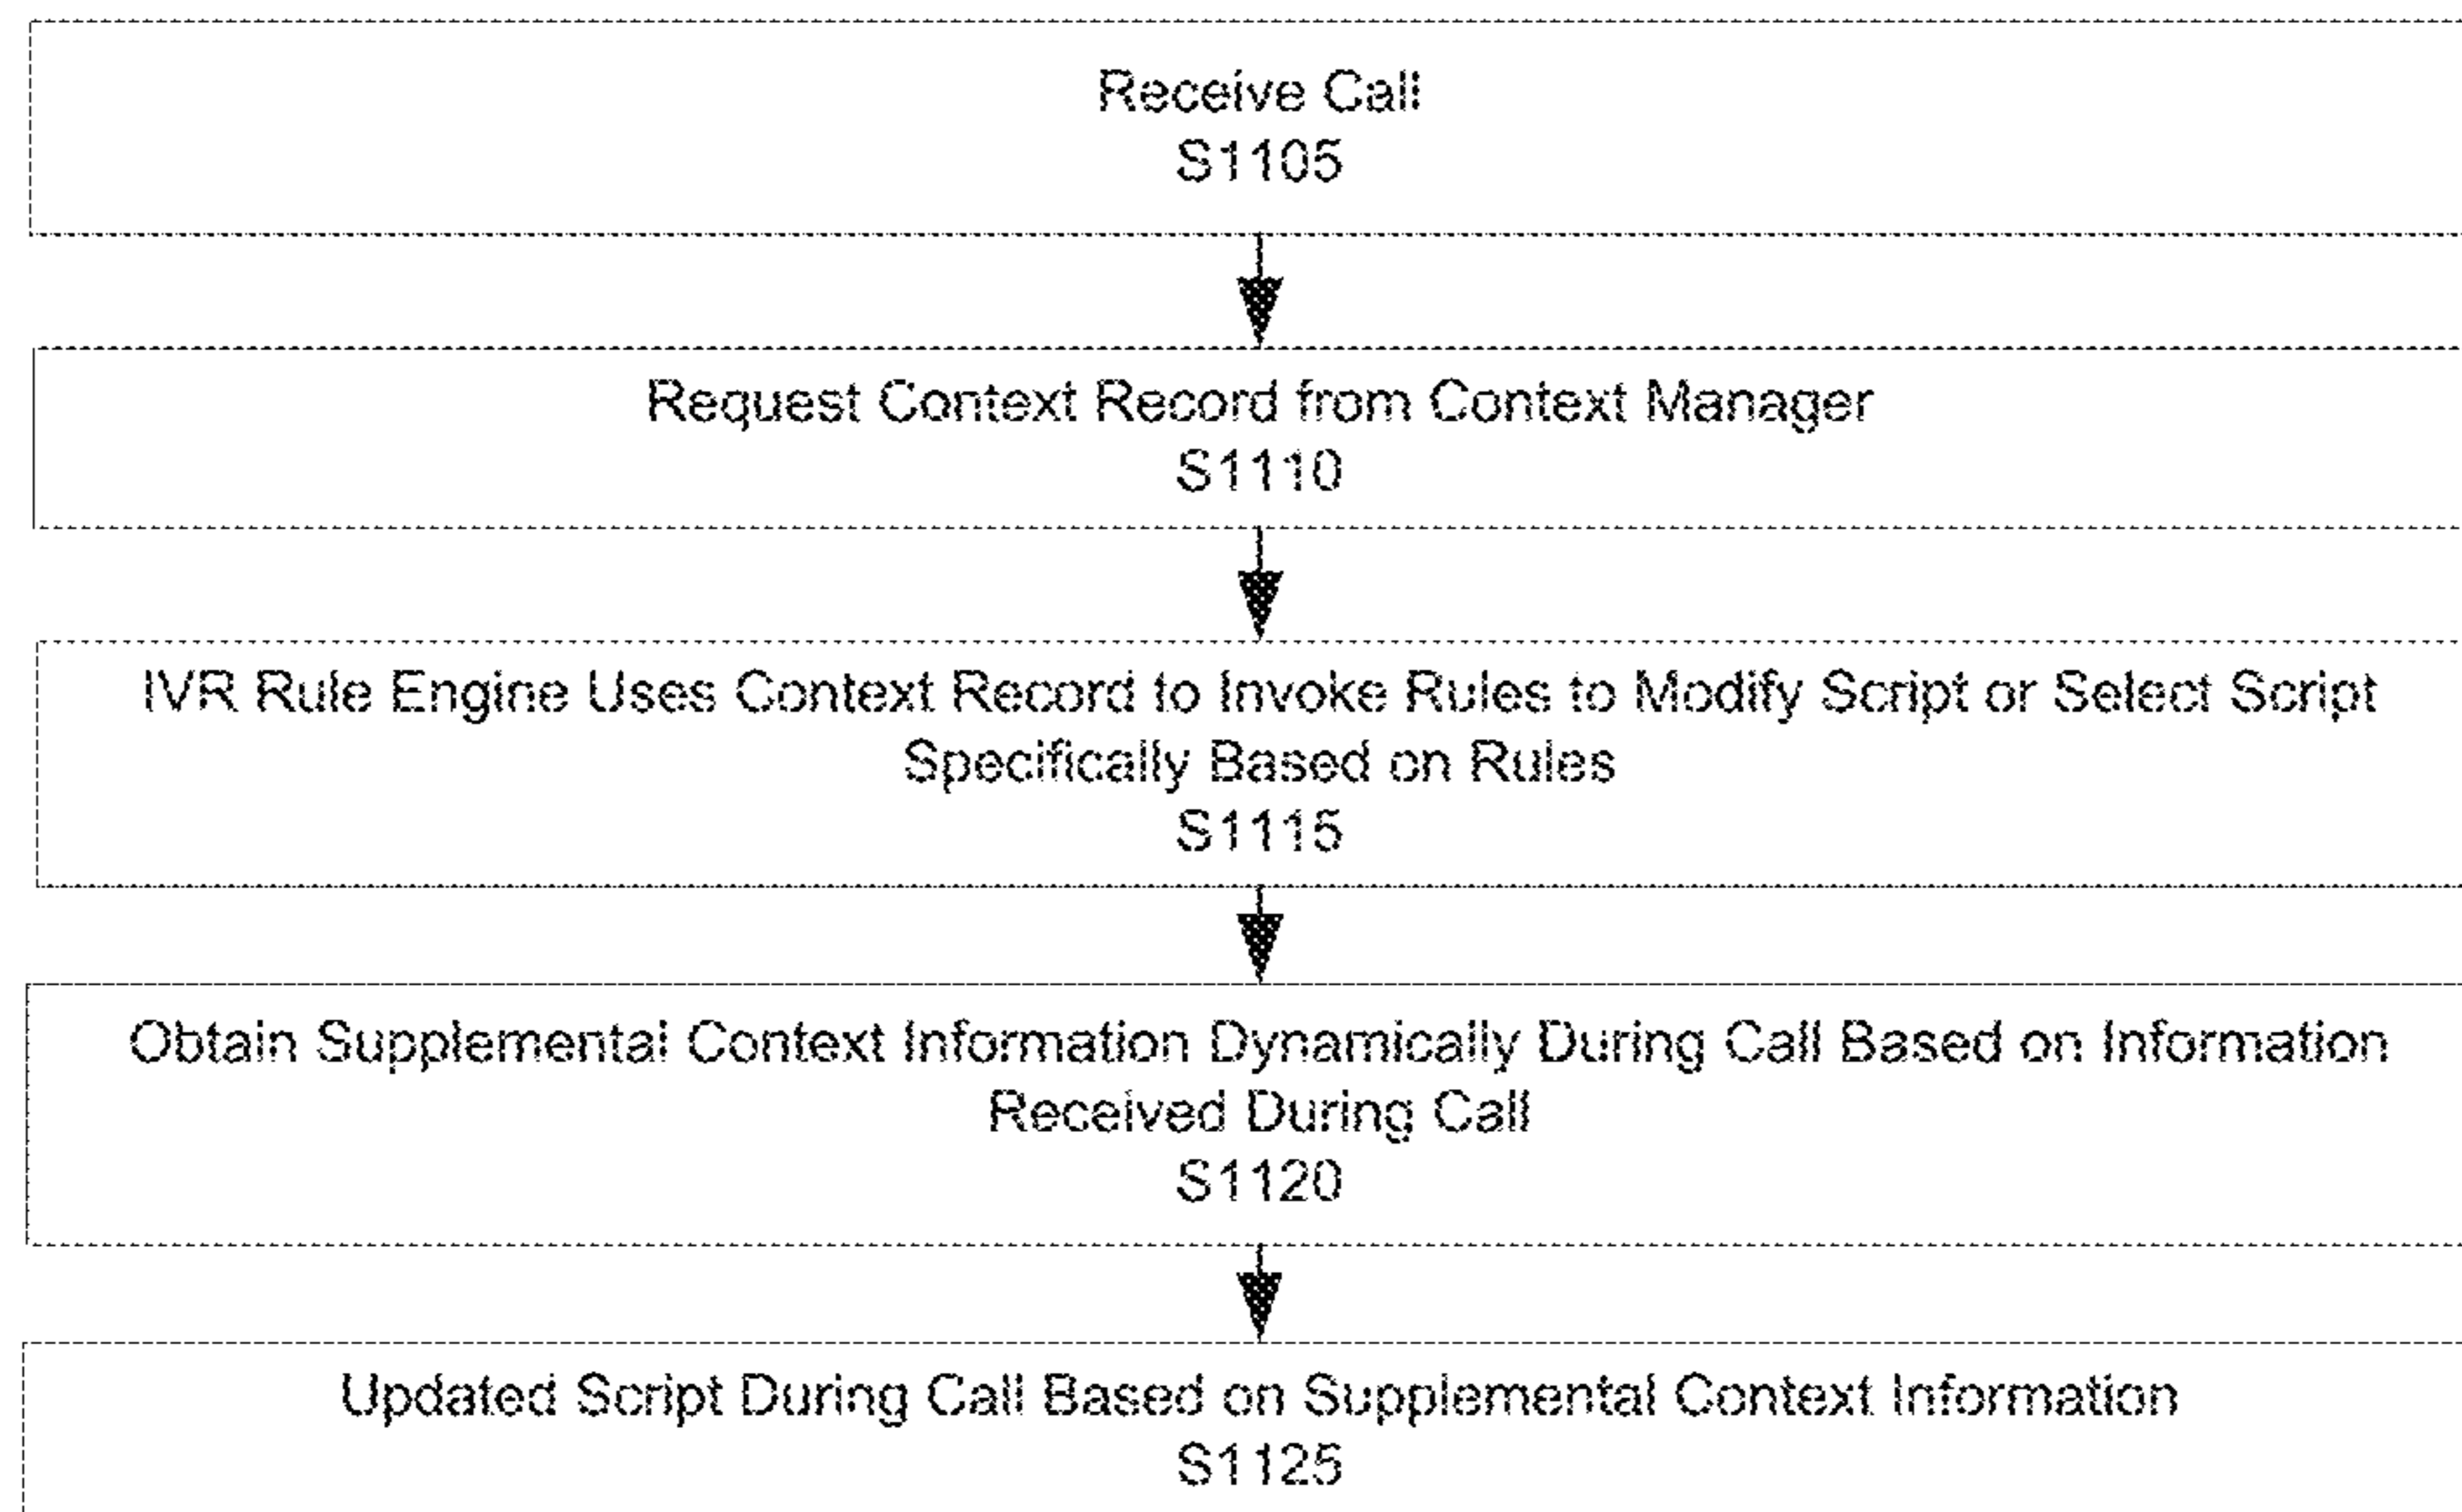 Receive Call
S1105
Request Context Record from Context Manager
S1110
IVR Rule Engine Uses Context Record to Invoke Rules to Modify Script or Select Script
Specifically Based on Rules
S1115
Obtain Supplemental Context Information Dynamically During Call Based on Information
Received During Call
S1120
Updated Script During Call Based on Supplemental Context Information
S1125